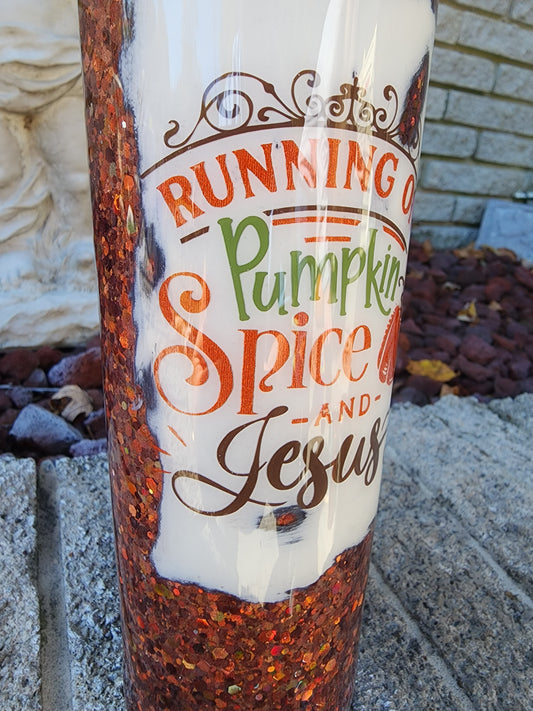 RUNNING O
Pumpkin
Spice
-AND-
Jesus